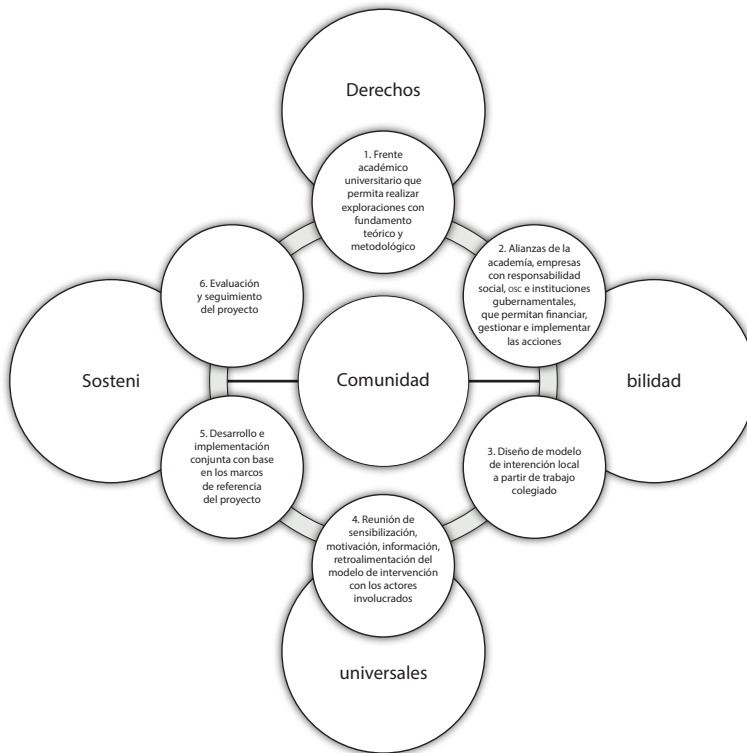 Derechos
1. Frente
académico
universitario que
permita realizar
exploraciones con
fundamento
teórico y
metodológico
2. Alianzas de la
academía, empresas
con responsabilidad
social, OSC e instituciones
gubernamentales,
que permitan financiar,
gestionar e implementar
las acciones
6. Evaluación
y seguimiento
del proyecto
Sosteni
Comunidad
bilidad
5. Desarrollo e
implementación
conjunta con base
en los marcos
de referencia
del proyecto
3. Diseño de modelo
de interención local
a partir de trabajo
colegiado
4. Reunión de
sensibilización,
motivación, información,
retroalimentación del
modelo de intervención
con los actores
involucrados
universales